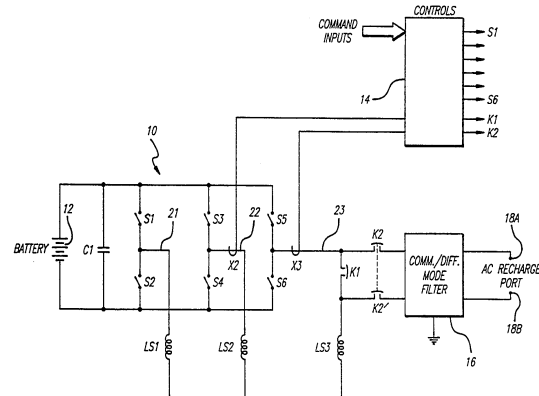 CONTROLS
COMMAND
INPUTS
S1
14
S6
K1
K2
10
12
BATTERY
C1
S1
S2
21
S3
S4
22
X2
S5
S6
X3
23
K2
K1
K2'
COMM./DIFF.
MODE
FILTER
16
18A
AC RECHARGE
PORT
18B
LS1
LS2
LS3